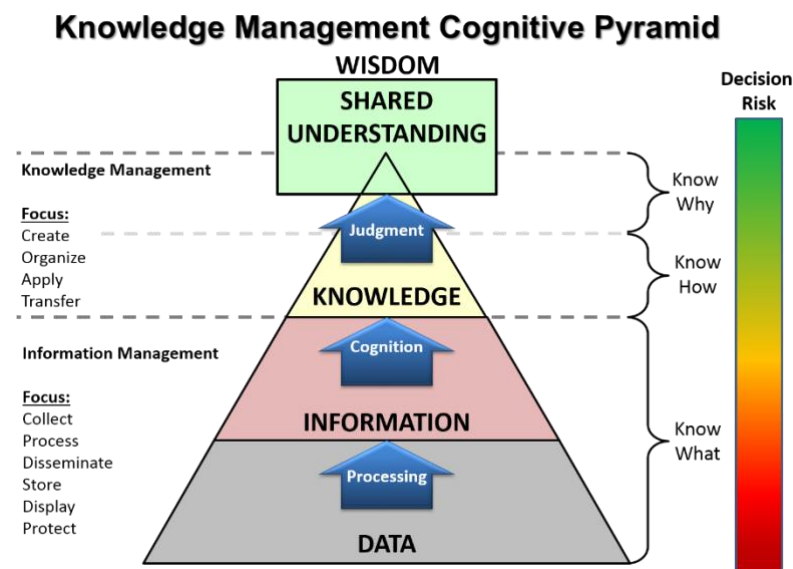 Knowledge Management Cognitive Pyramid
WISDOM
SHARED
UNDERSTANDING
Decision
Risk
Knowledge Management
Focus:
Create
Organize
Apply
Transfer
Judgment
KNOWLEDGE
Know
Why
Know
How
Information Management
Focus:
Collect
Process
Disseminate
Store
Display
Protect
Cognition
INFORMATION
Processing
DATA
Know
What